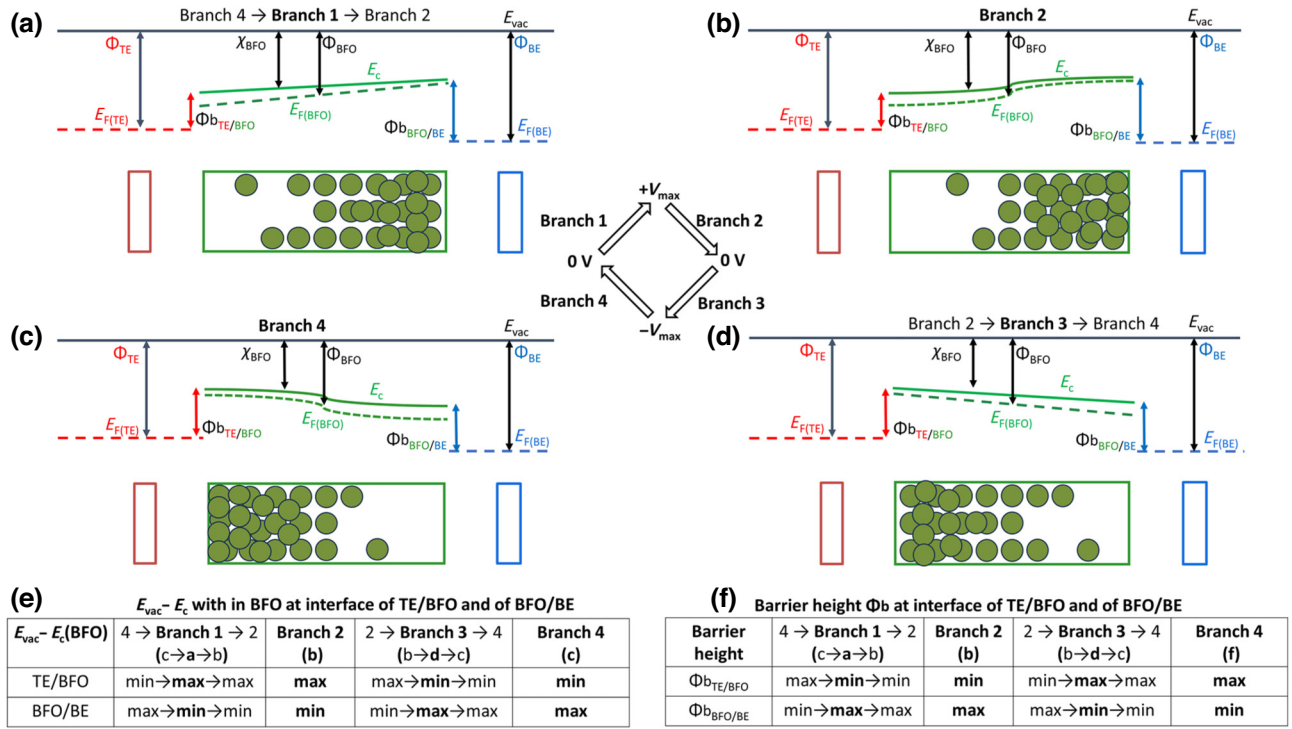 (a) Branch 4 → Branch 1 → Branch 2 Evac
ΦTE χBFO ΦBFO ΦBE
Ec
EF(TE) EF(BFO) EF(BE)
ΦbTE/BFO ΦbBFO/BE
(b) Branch 2 Evac
ΦTE χBFO ΦBFO ΦBE
Ec
EF(TE) EF(BFO) EF(BE)
ΦbTE/BFO ΦbBFO/BE
+Vmax
Branch 1 Branch 2
0 V 0 V
Branch 4 Branch 3
−Vmax
(c) Branch 4 Evac
ΦTE χBFO ΦBFO ΦBE
Ec
EF(TE) EF(BFO) EF(BE)
ΦbTE/BFO ΦbBFO/BE
(d) Branch 2 → Branch 3 → Branch 4 Evac
ΦTE χBFO ΦBFO ΦBE
Ec
EF(TE) EF(BFO) EF(BE)
ΦbTE/BFO ΦbBFO/BE
(e) Evac− Ec with in BFO at interface of TE/BFO and of BFO/BE
Evac− Ec(BFO) 4 → Branch 1 → 2 Branch 2 2 → Branch 3 → 4 Branch 4
(c→a→b) (b) (b→d→c) (c)
TE/BFO min→max→max max max→min→min min
BFO/BE max→min→min min min→max→max max
(f) Barrier height Φb at interface of TE/BFO and of BFO/BE
Barrier 4 → Branch 1 → 2 Branch 2 2 → Branch 3 → 4 Branch 4
height (c→a→b) (b) (b→d→c) (f)
ΦbTE/BFO max→min→min min min→max→max max
ΦbBFO/BE min→max→max max max→min→min min